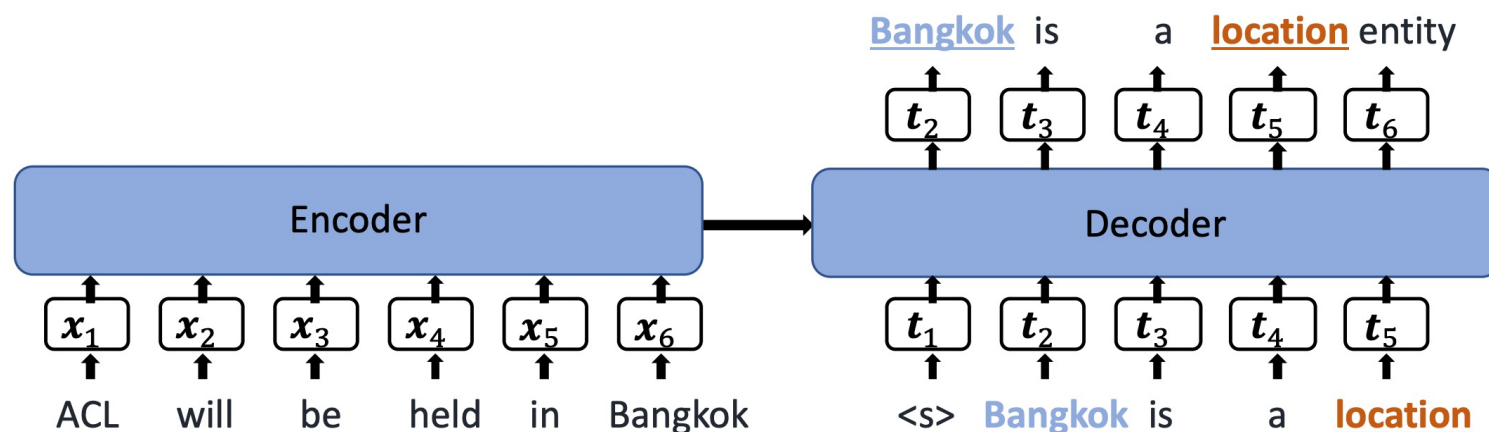 Bangkok is a location entity
t₂ t₃ t₄ t₅ t₆
Encoder
Decoder
x₁ x₂ x₃ x₄ x₅ x₆
t₁ t₂ t₃ t₄ t₅
ACL will be held in Bangkok
<s> Bangkok is a location